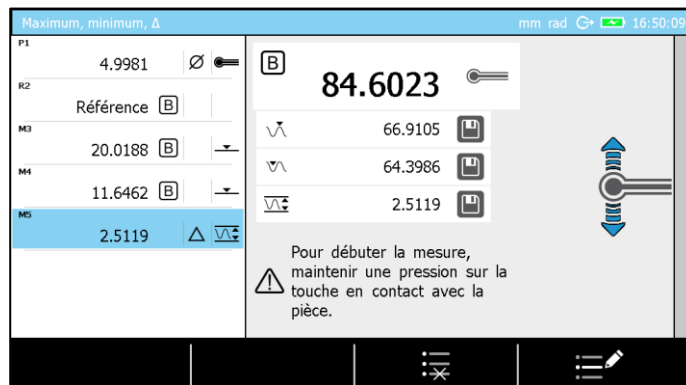 Maximum, minimum, Δ
mm rad 16:50:09
P1
4.9981 Ø
R2
Référence B
M3
20.0188 B
M4
11.6462 B
M5
2.5119 Δ
B
84.6023
66.9105
64.3986
2.5119
Pour débuter la mesure,
maintenir une pression sur la
touche en contact avec la
pièce.